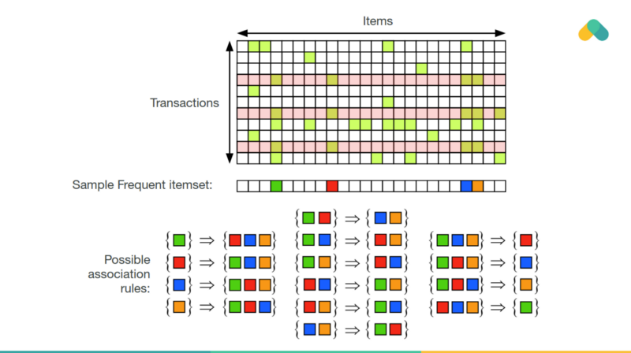 Items
Transactions
Sample Frequent itemset:
Possible
association
rules: